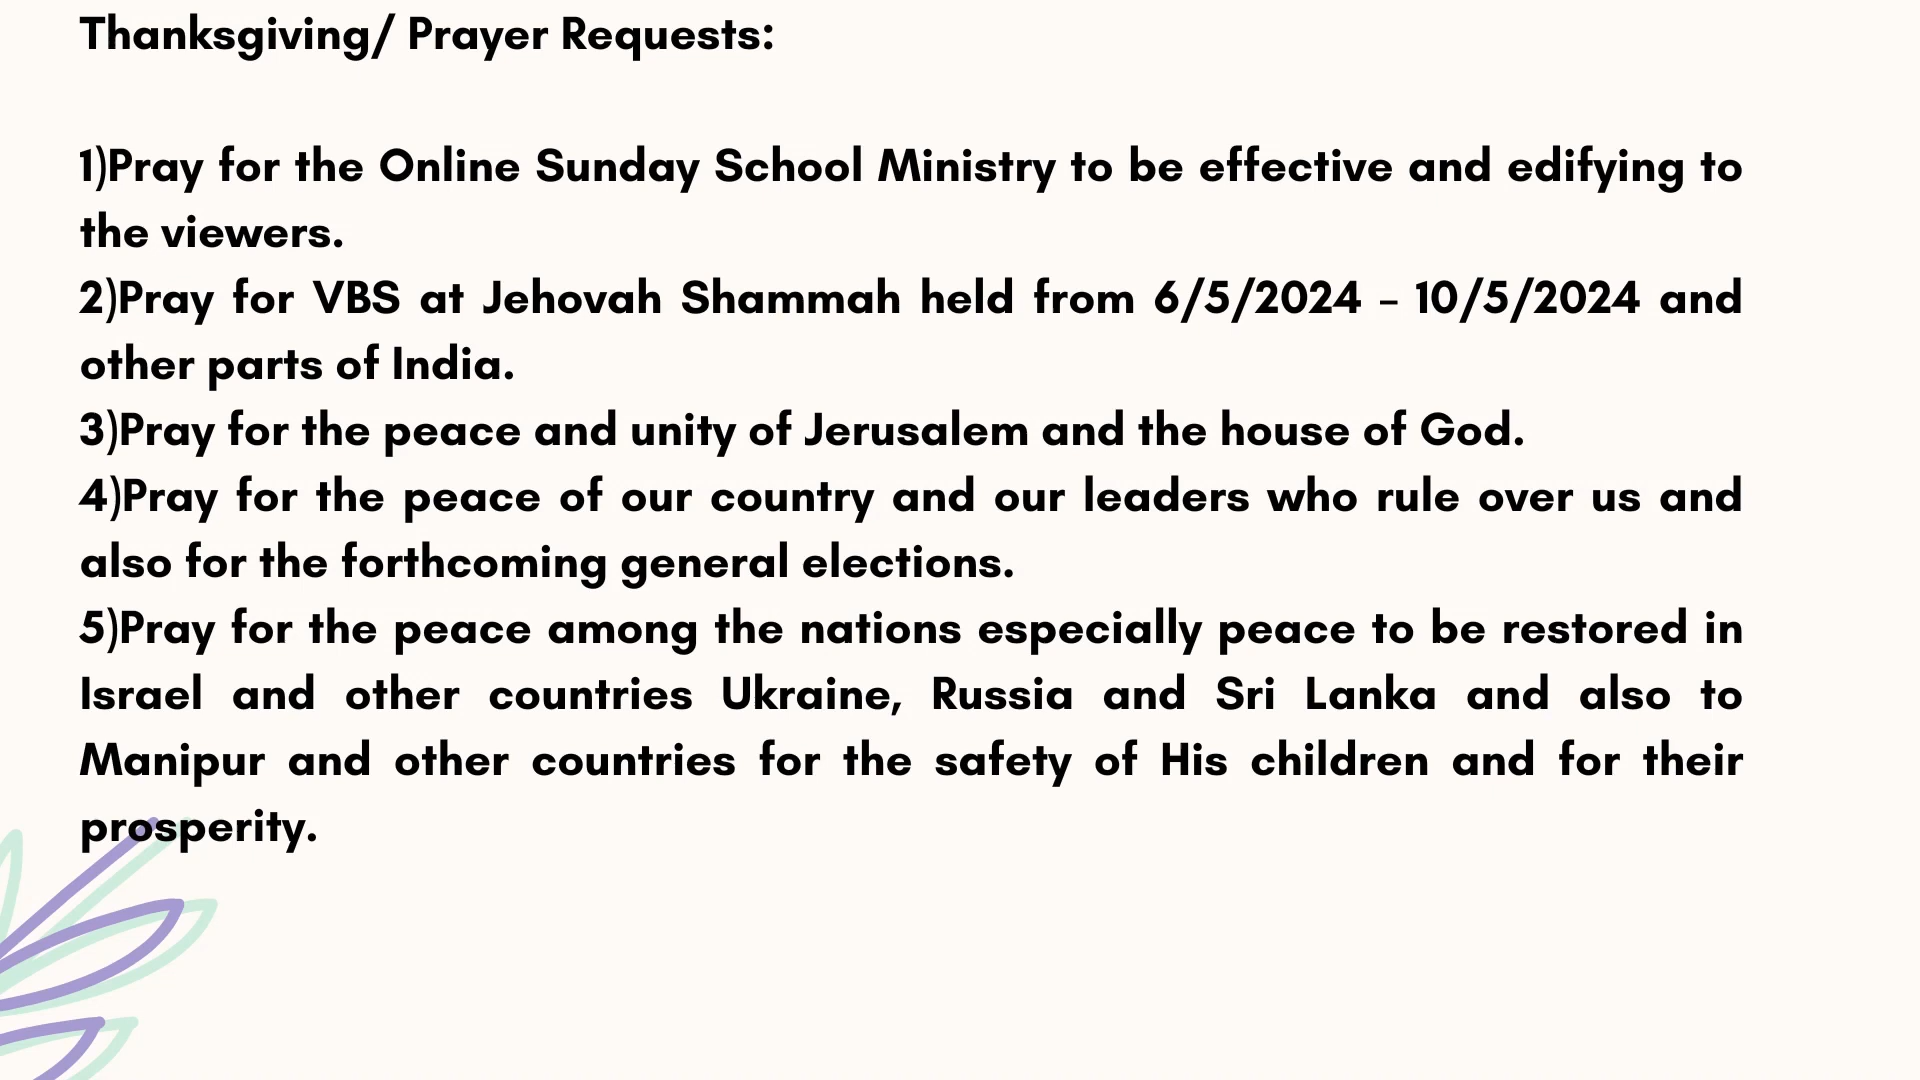 Thanksgiving/ Prayer Requests:
1)Pray for the Online Sunday School Ministry to be effective and edifying to
the viewers.
2)Pray for VBS at Jehovah Shammah held from 6/5/2024 – 10/5/2024 and
other parts of India.
3)Pray for the peace and unity of Jerusalem and the house of God.
4)Pray for the peace of our country and our leaders who rule over us and
also for the forthcoming general elections.
5)Pray for the peace among the nations especially peace to be restored in
Israel and other countries Ukraine, Russia and Sri Lanka and also to
Manipur and other countries for the safety of His children and for their
prosperity.